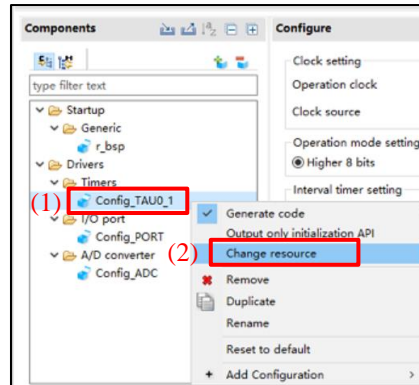 Components
Configure
type filter text
Startup
Generic
r_bsp
Drivers
Timers
(1) Config_TAU0_1
I/O port
Config_PORT
A/D converter
Config_ADC
Clock setting
Operation clock
Clock source
Operation mode setting
Higher 8 bits
Interval timer setting
Generate code
Output only initialization API
(2) Change resource
Remove
Duplicate
Rename
Reset to default
Add Configuration